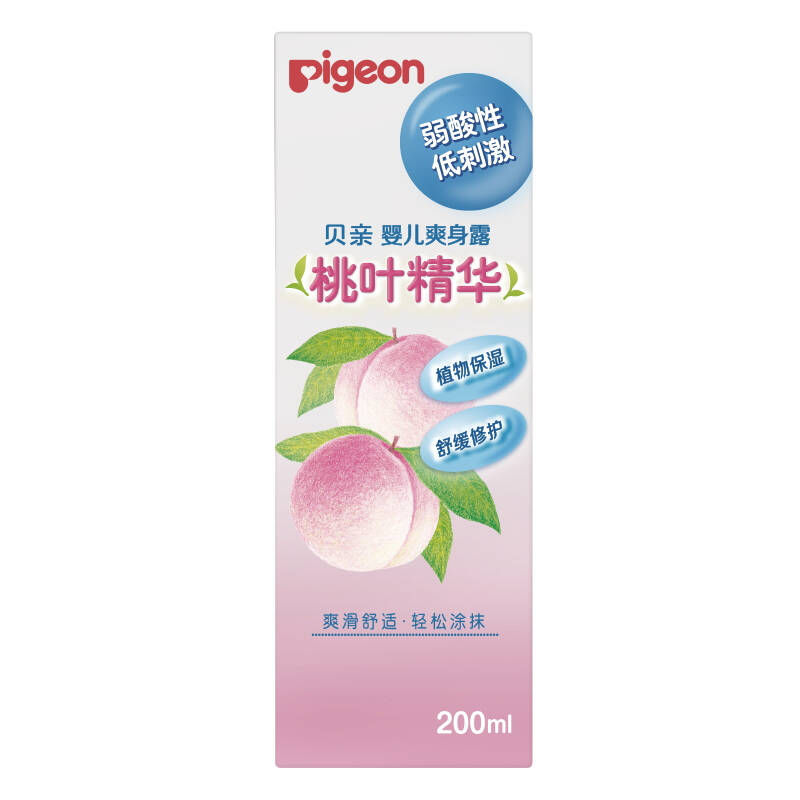 Pigeon
弱酸性
低刺激
贝亲 婴儿爽身露
桃叶精华
植物保湿
舒缓修护
爽滑舒适·轻松涂抹
200ml